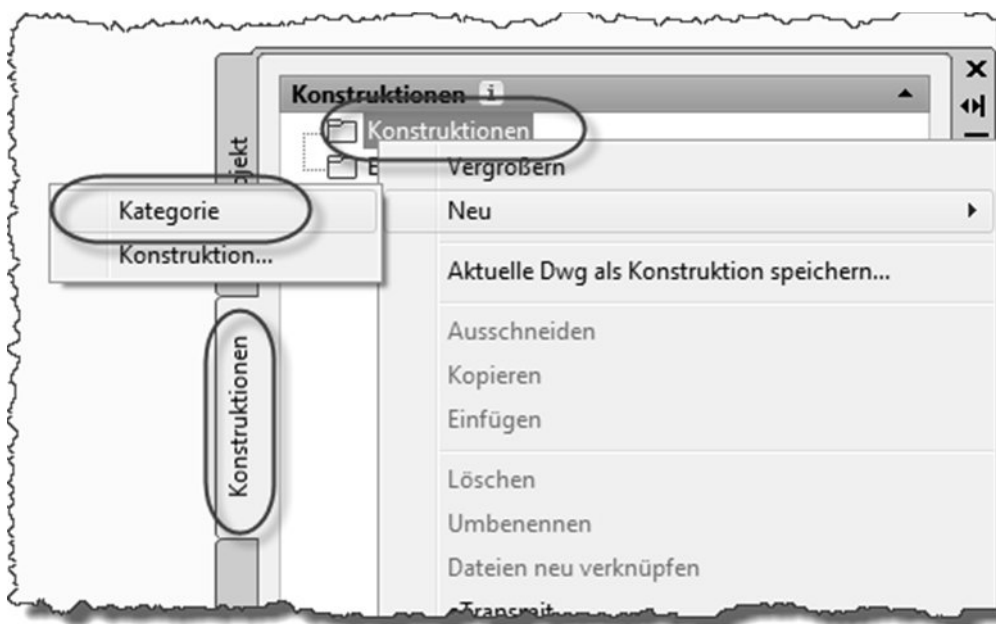 Konstruktionen i
Konstruktionen
E
Vergrößern
Kategorie
Neu
Konstruktion...
Aktuelle Dwg als Konstruktion speichern...
Ausschneiden
Kopieren
Einfügen
Konstruktionen
Löschen
Umbenennen
Dateien neu verknüpfen
eTransmit